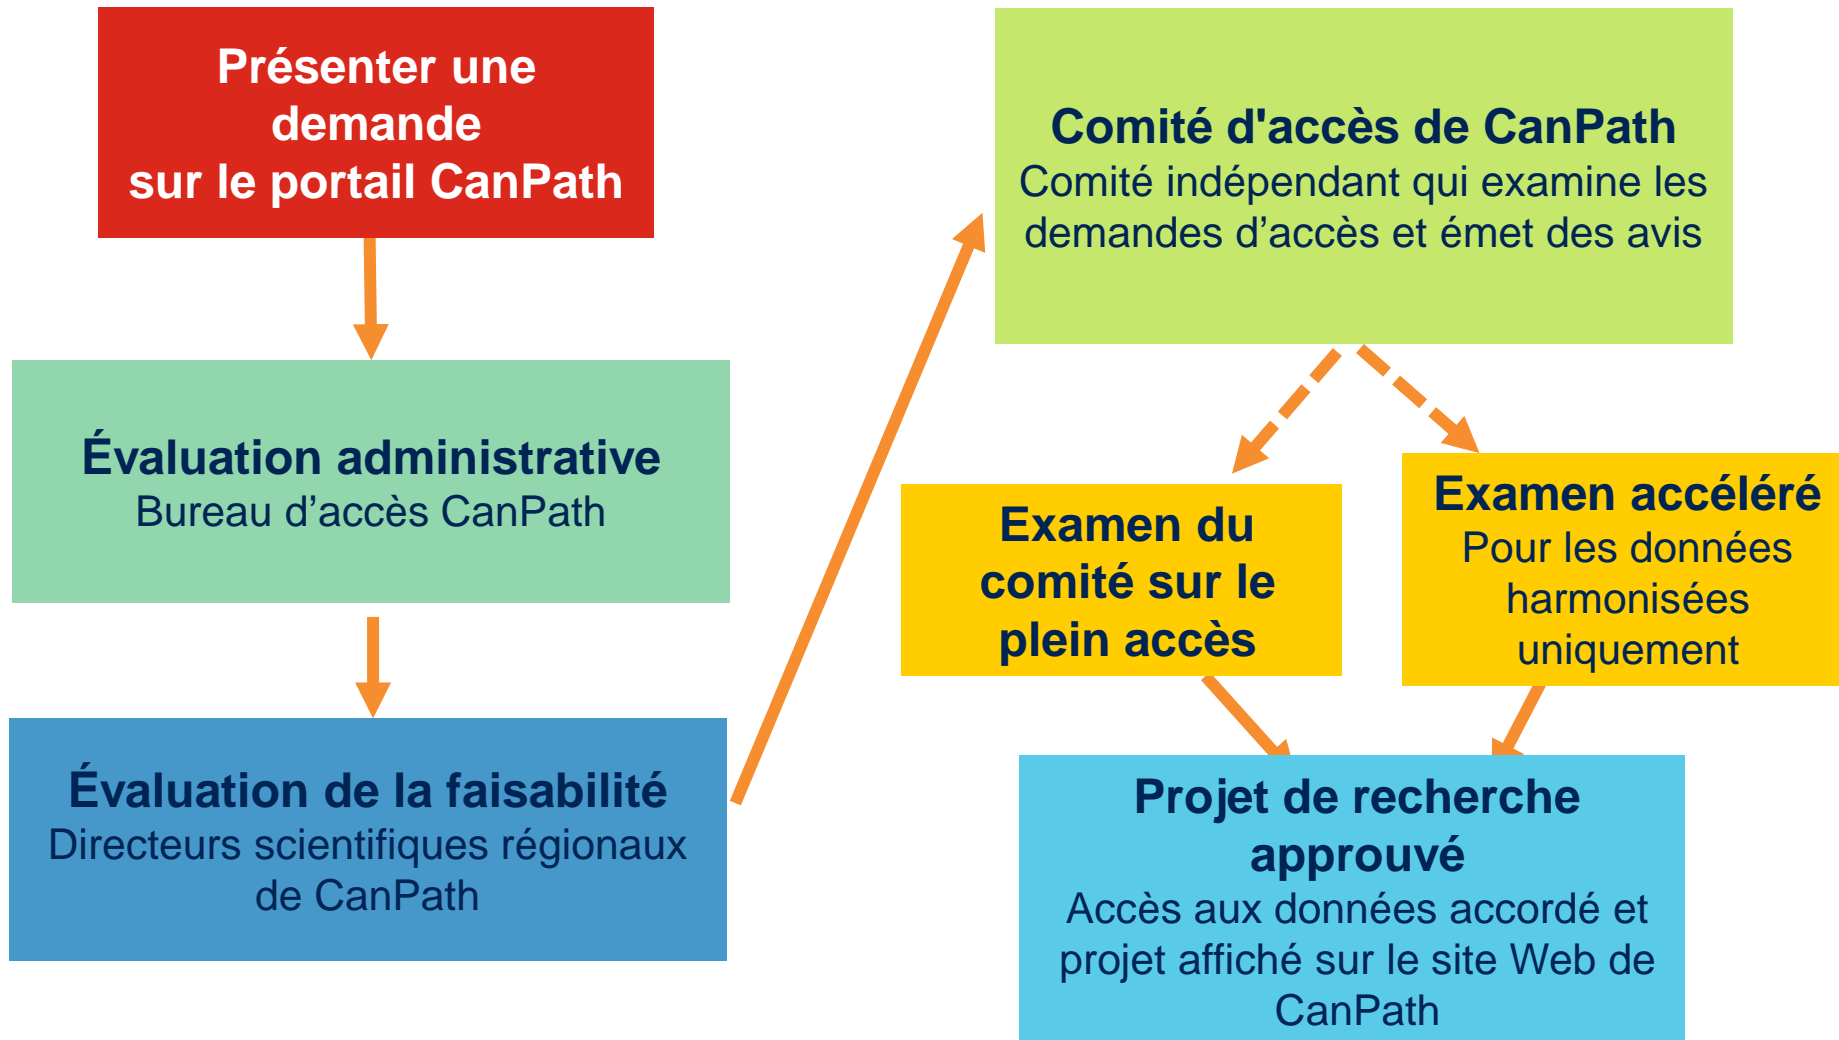 Présenter une
demande
sur le portail CanPath
Évaluation administrative
Bureau d’accès CanPath
Évaluation de la faisabilité
Directeurs scientifiques régionaux
de CanPath
Comité d'accès de CanPath
Comité indépendant qui examine les
demandes d’accès et émet des avis
Examen du
comité sur le
plein accès
Examen accéléré
Pour les données
harmonisées
uniquement
Projet de recherche
approuvé
Accès aux données accordé et
projet affiché sur le site Web de
CanPath